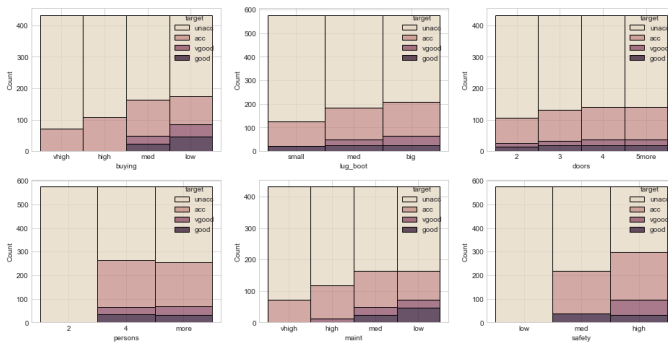 target
unacc
acc
vgood
good
400
300
200
100
0
Count
vhigh high med low
buying
target
unacc
acc
vgood
good
600
500
400
300
200
100
0
Count
small med big
lug_boot
target
unacc
acc
vgood
good
400
300
200
100
0
Count
2 3 4 5more
doors
target
unacc
acc
vgood
good
600
500
400
300
200
100
0
Count
2 4 more
persons
target
unacc
acc
vgood
good
400
300
200
100
0
Count
vhigh high med low
maint
target
unacc
acc
vgood
good
600
500
400
300
200
100
0
Count
low med high
safety